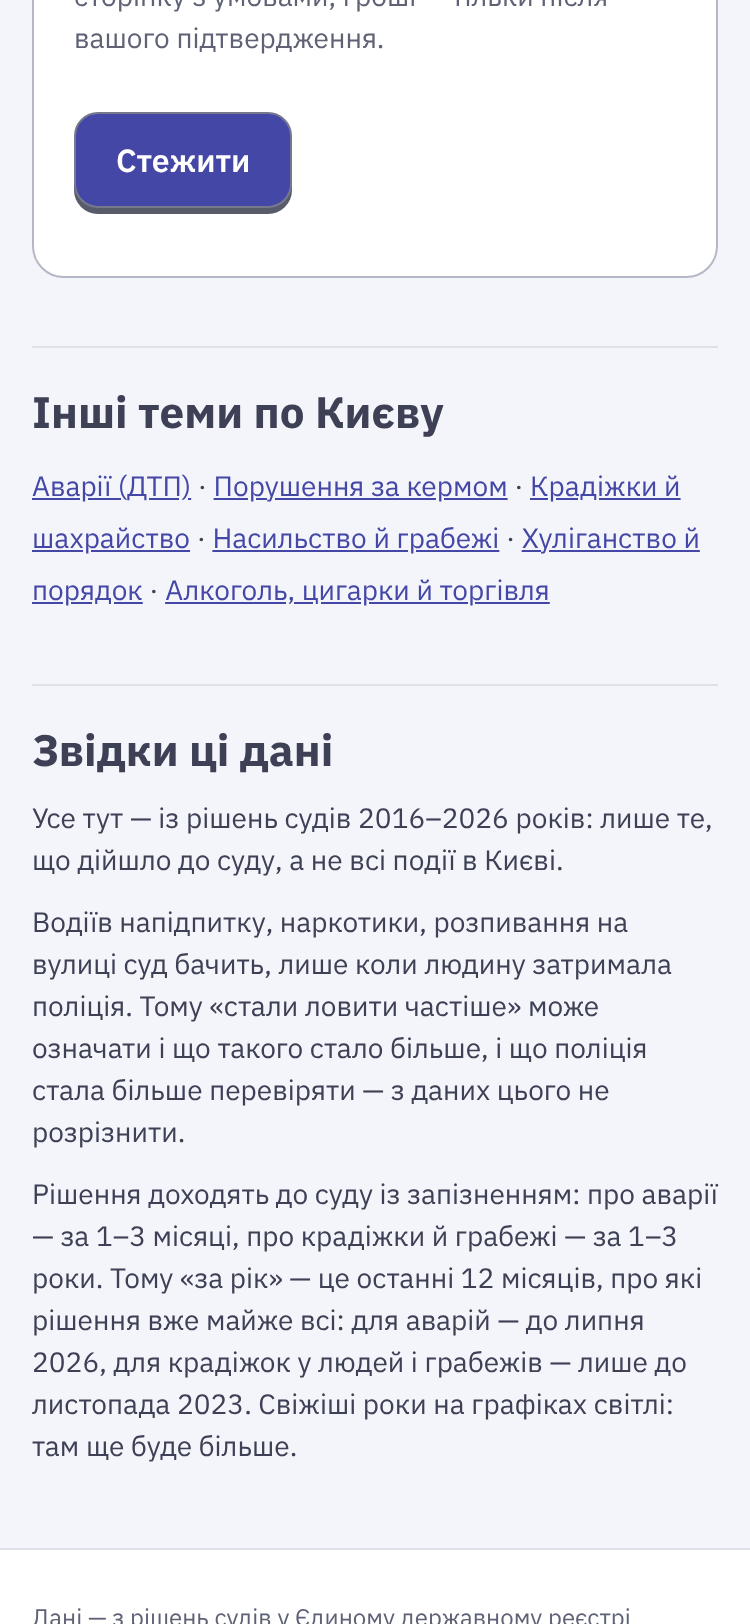 вашого підтвердження.
Стежити
Інші теми по Києву
Аварії (ДТП) · Порушення за кермом · Крадіжки й
шахрайство · Насильство й грабежі · Хуліганство й
порядок · Алкоголь, цигарки й торгівля
Звідки ці дані
Усе тут — із рішень судів 2016–2026 років: лише те,
що дійшло до суду, а не всі події в Києві.
Водіїв напідпитку, наркотики, розпивання на
вулиці суд бачить, лише коли людину затримала
поліція. Тому «стали ловити частіше» може
означати і що такого стало більше, і що поліція
стала більше перевіряти — з даних цього не
розрізнити.
Рішення доходять до суду із запізненням: про аварії
— за 1–3 місяці, про крадіжки й грабежі — за 1–3
роки. Тому «за рік» — це останні 12 місяців, про які
рішення вже майже всі: для аварій — до липня
2026, для крадіжок у людей і грабежів — лише до
листопада 2023. Свіжіші роки на графіках світлі:
там ще буде більше.
Дані — з рішень судів у Єдиному державному реєстрі